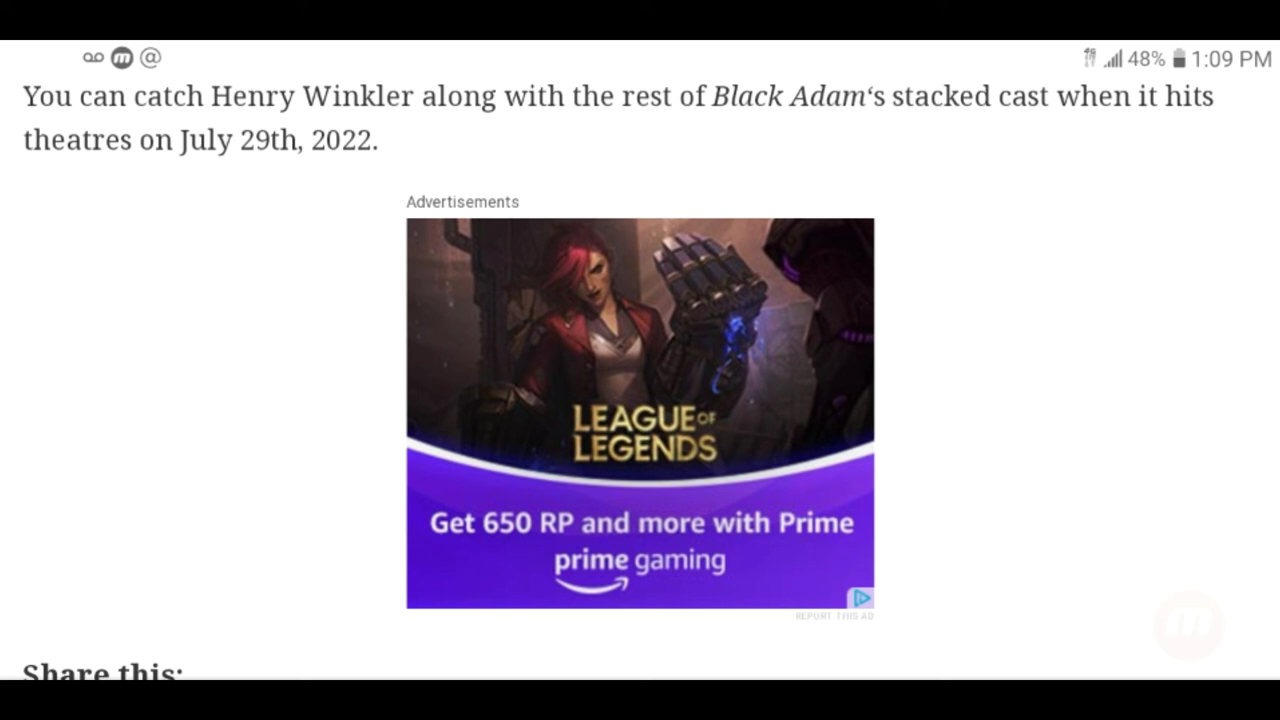 48% 1:09 PM
You can catch Henry Winkler along with the rest of Black Adam‘s stacked cast when it hits
theatres on July 29th, 2022.
Advertisements
LEAGUE OF
LEGENDS
Get 650 RP and more with Prime
prime gaming
REPORT THIS AD
Share this: